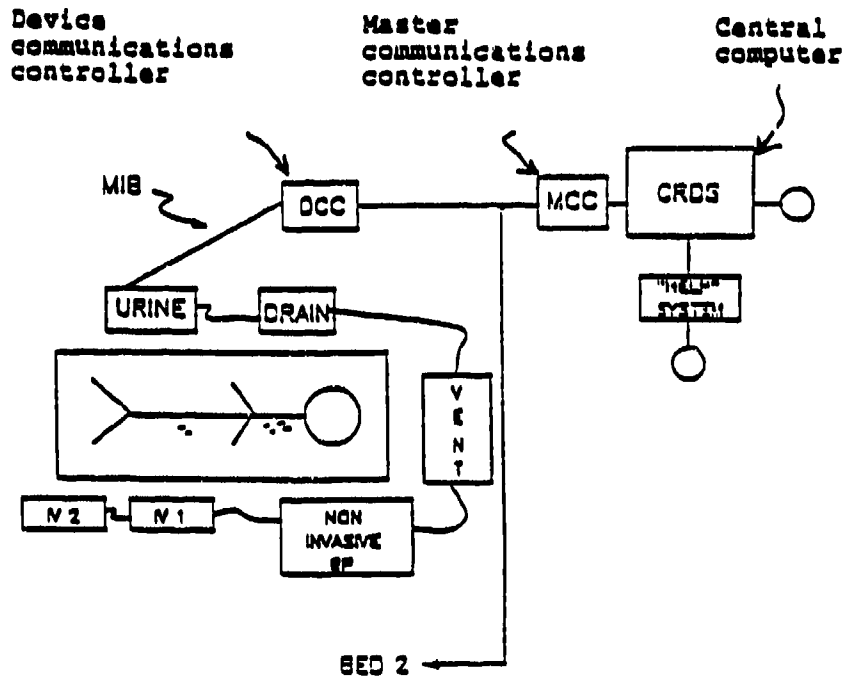 Device
communications
controller
Master
communications
controller
Central
computer
MIB
DCC
MCC
CRDS
"HELP"
SYSTEM
URINE
DRAIN
V
E
N
T
IV 2
IV 1
NON
INVASIVE
BP
BED 2